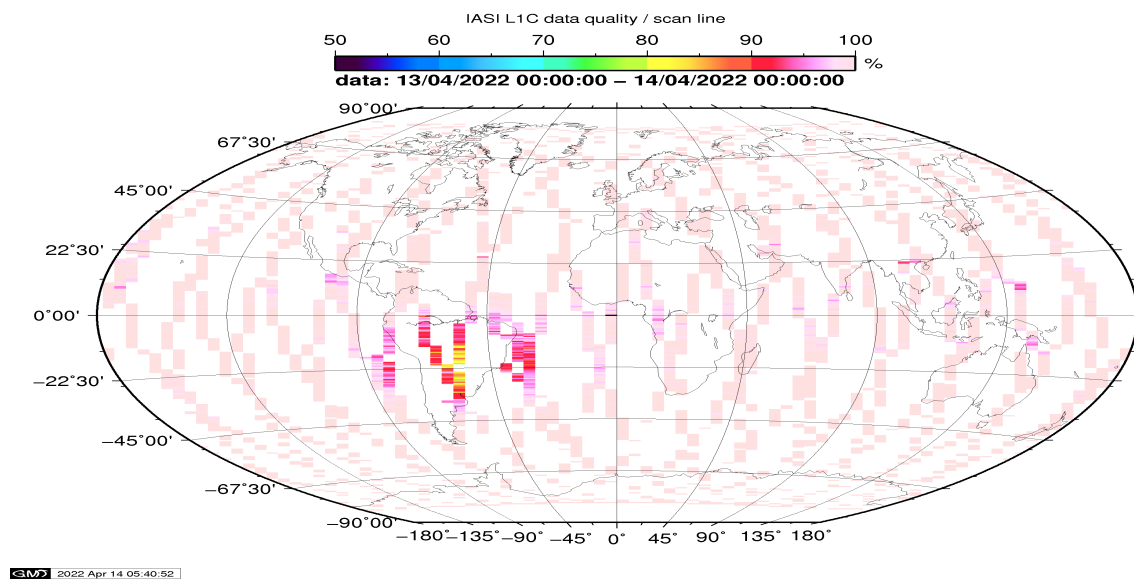 IASI L1C data quality / scan line
50 60 70 80 90 100
%
data: 13/04/2022 00:00:00 – 14/04/2022 00:00:00
90°00'
67°30'
45°00'
22°30'
0°00'
−22°30'
−45°00'
−67°30'
−90°00'
−180° −135° −90° −45° 0° 45° 90° 135° 180°
GMD 2022 Apr 14 05:40:52